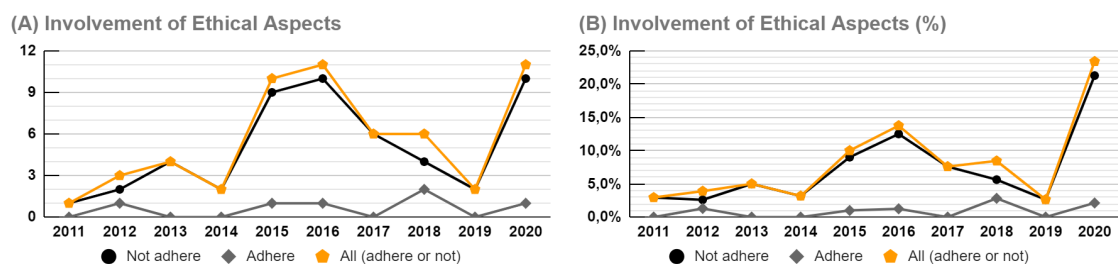 (A) Involvement of Ethical Aspects
12
9
6
3
0
2011 2012 2013 2014 2015 2016 2017 2018 2019 2020
Not adhere Adhere All (adhere or not)
(B) Involvement of Ethical Aspects (%)
25,0%
20,0%
15,0%
10,0%
5,0%
0,0%
2011 2012 2013 2014 2015 2016 2017 2018 2019 2020
Not adhere Adhere All (adhere or not)